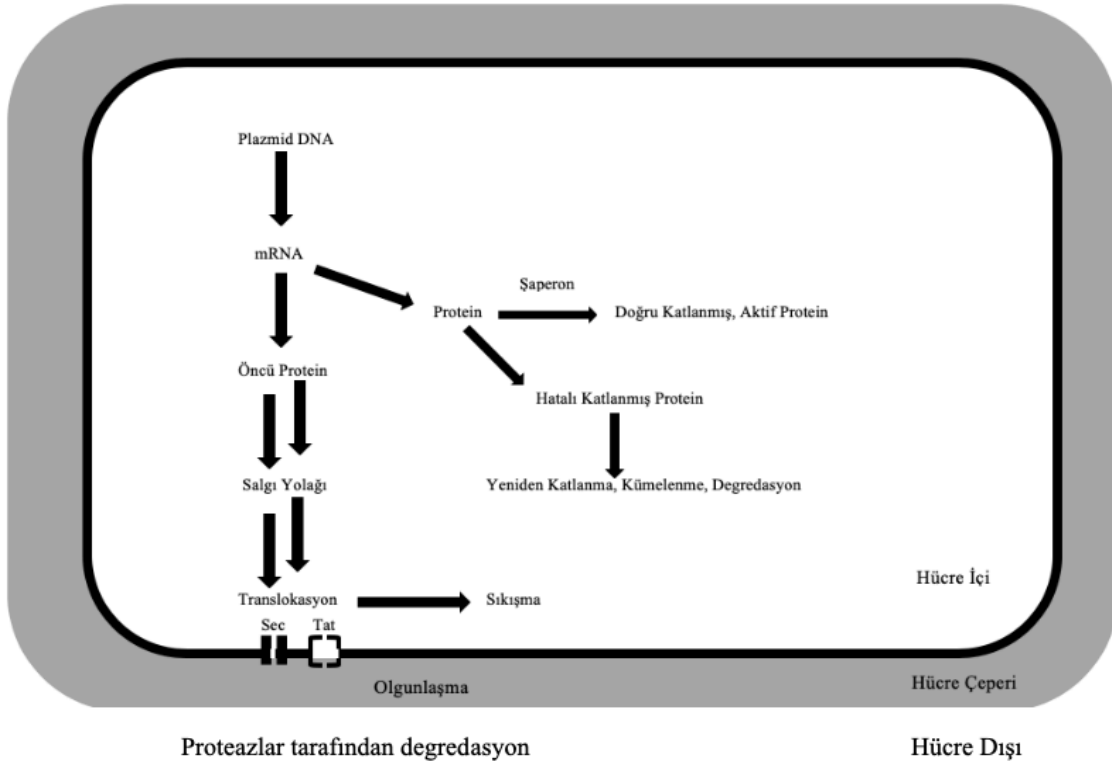 Plazmid DNA
mRNA
Şaperon
Protein
Doğru Katlanmış, Aktif Protein
Öncü Protein
Hatalı Katlanmış Protein
Salgı Yolağı
Yeniden Katlanma, Kümelenme, Degredasyon
Hücre İçi
Translokasyon
Sıkışma
Sec
Tat
Olgunlaşma
Hücre Çeperi
Proteazlar tarafından degredasyon
Hücre Dışı